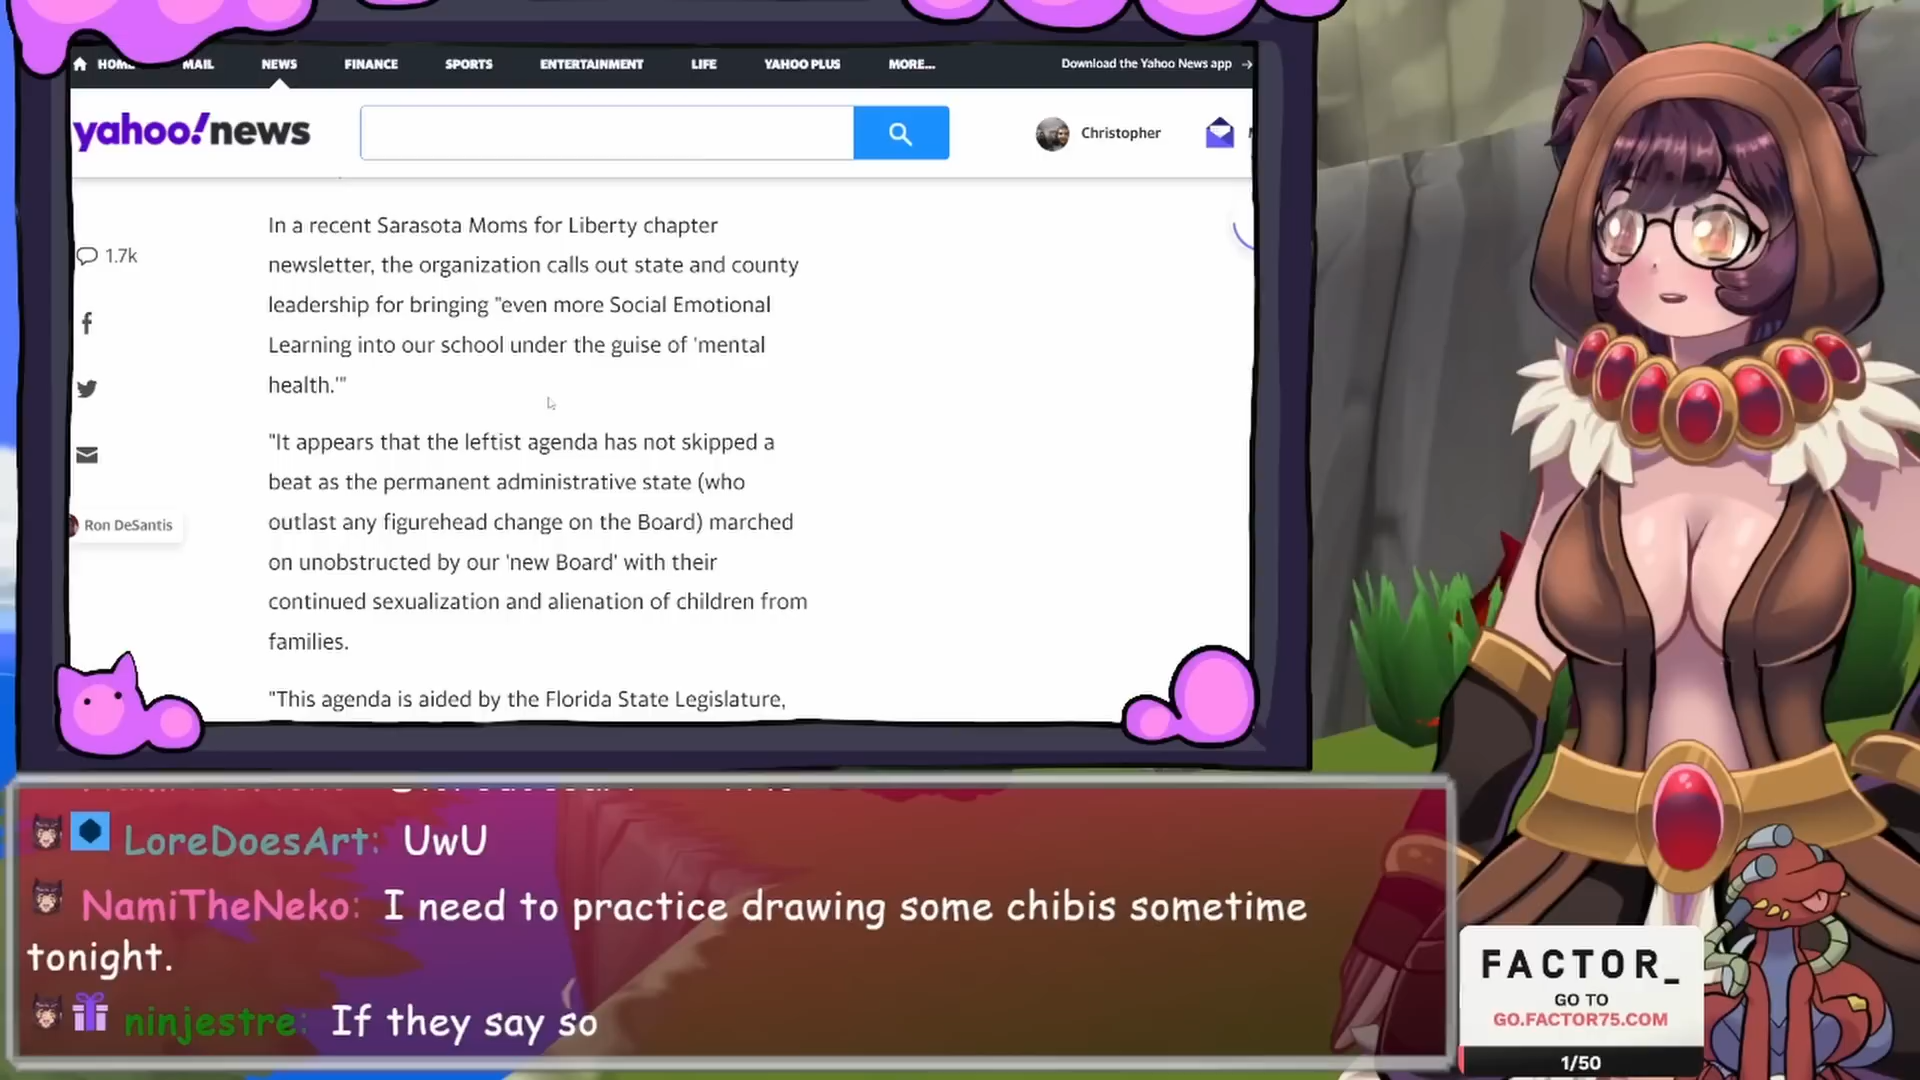 HOME MAIL NEWS FINANCE SPORTS ENTERTAINMENT LIFE YAHOO PLUS MORE... Download the Yahoo News app →
yahoo!news
Christopher
In a recent Sarasota Moms for Liberty chapter
newsletter, the organization calls out state and county
leadership for bringing "even more Social Emotional
Learning into our school under the guise of 'mental
health.'"
1.7k
"It appears that the leftist agenda has not skipped a
beat as the permanent administrative state (who
outlast any figurehead change on the Board) marched
on unobstructed by our 'new Board' with their
continued sexualization and alienation of children from
families.
Ron DeSantis
"This agenda is aided by the Florida State Legislature,
LoreDoesArt: UwU
NamiTheNeko: I need to practice drawing some chibis sometime
tonight.
ninjestre: If they say so
FACTOR_
GO TO
GO.FACTOR75.COM
1/50